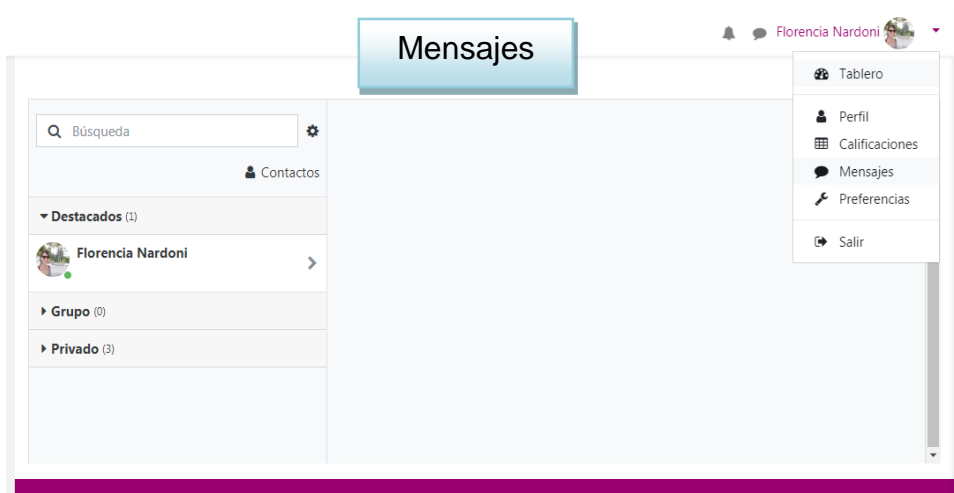 Mensajes
Florencia Nardoni
Tablero
Perfil
Calificaciones
Mensajes
Preferencias
Salir
Búsqueda
Contactos
Destacados (1)
Florencia Nardoni
Grupo (0)
Privado (3)